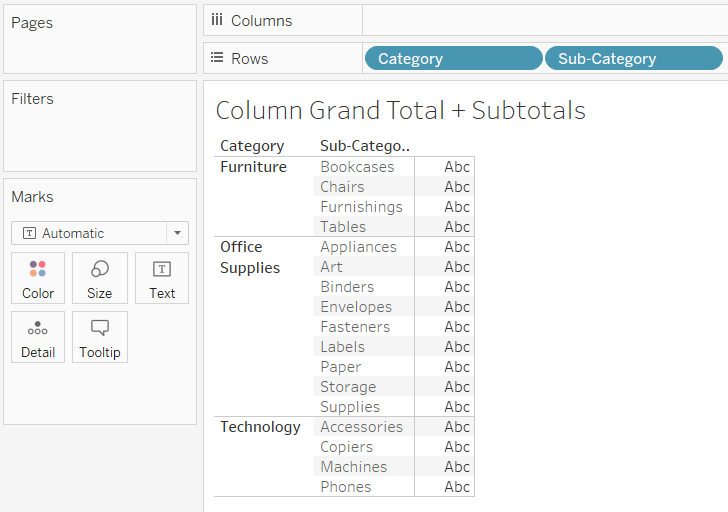 Pages
Columns
Rows
Category
Sub-Category
Filters
Marks
Automatic
Color
Size
Text
Detail
Tooltip
Column Grand Total + Subtotals
Category Sub-Catego..
Furniture Bookcases Abc
Chairs Abc
Furnishings Abc
Tables Abc
Office Appliances Abc
Supplies Art Abc
Binders Abc
Envelopes Abc
Fasteners Abc
Labels Abc
Paper Abc
Storage Abc
Supplies Abc
Technology Accessories Abc
Copiers Abc
Machines Abc
Phones Abc